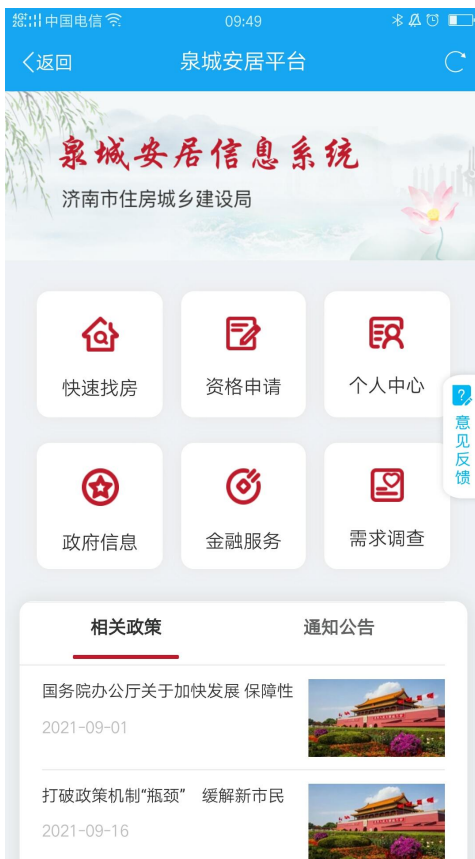 中国电信 09:49
返回 泉城安居平台
泉城安居信息系统
济南市住房城乡建设局
快速找房 资格申请 个人中心
意见反馈
政府信息 金融服务 需求调查
相关政策 通知公告
国务院办公厅关于加快发展 保障性
2021-09-01
打破政策机制“瓶颈” 缓解新市民
2021-09-16